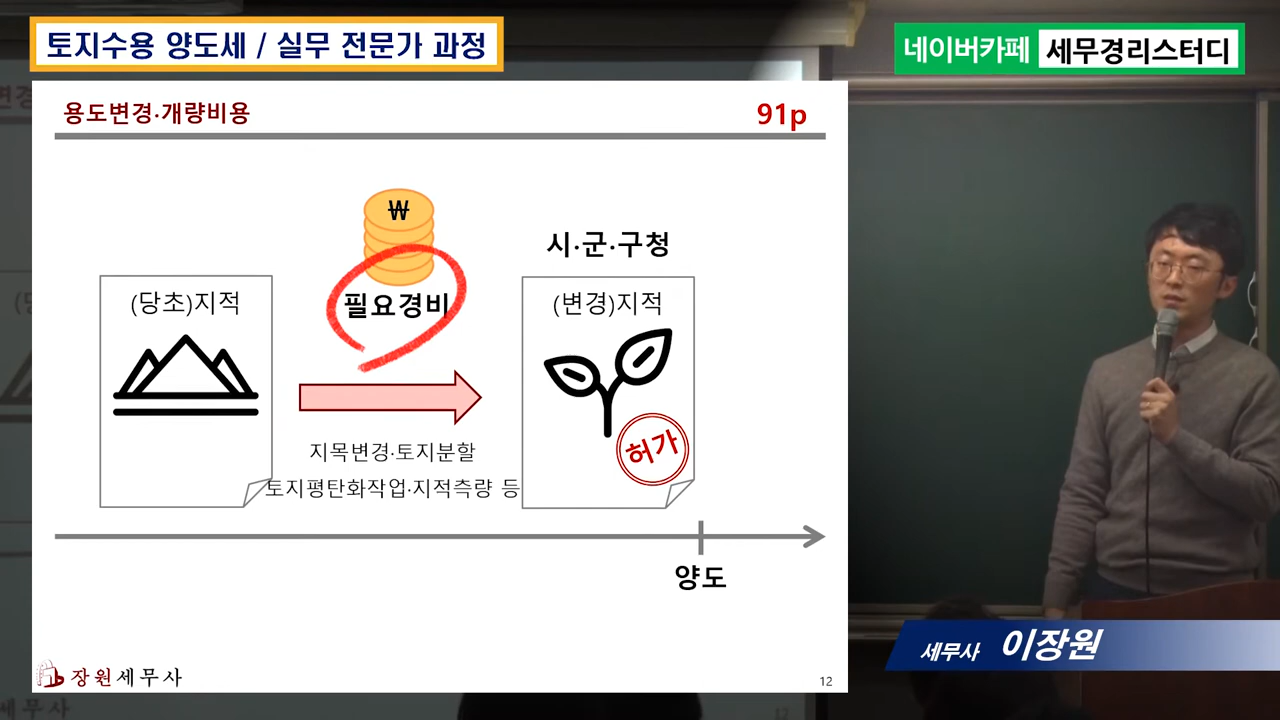 토지수용 양도세 / 실무 전문가 과정
네이버카페 세무경리스터디
용도변경·개량비용
91p
₩
필요경비
시·군·구청
(당초)지적
(변경)지적
허가
지목변경·토지분할
토지평탄화작업·지적측량 등
양도
장원세무사
12
세무사 이장원
세무사
12